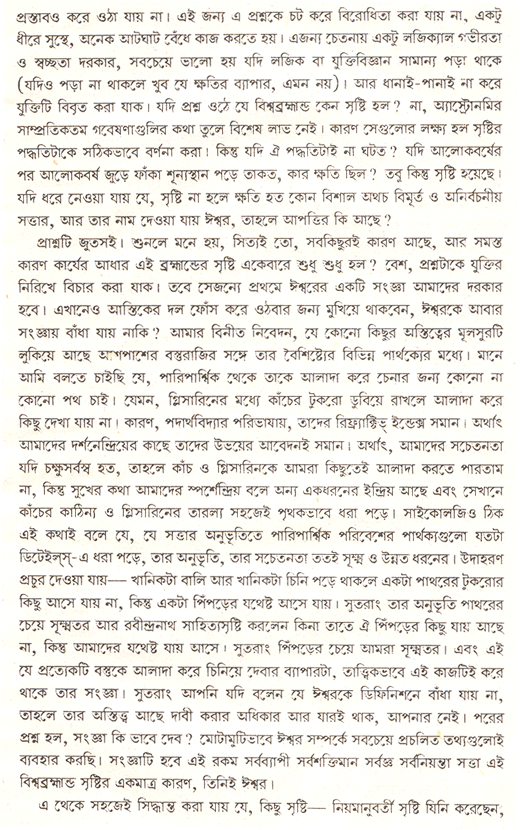 প্রস্তাবও করে ওঠা যায় না। এই জন্য এ প্রশ্নকে চট করে বিরোধিতা করা যায় না, একটু
ধীরে সুস্থে, অনেক আটঘাট বেঁধে কাজ করতে হয়। এজন্য চেতনায় একটু লজিক্যাল গভীরতা
ও স্বচ্ছতা দরকার, সবচেয়ে ভালো হয় যদি লজিক বা যুক্তিবিজ্ঞান সামান্য পড়া থাকে
(যদিও পড়া না থাকলে খুব যে ক্ষতির ব্যাপার, এমন নয়)। আর ধানাই-পানাই না করে
যুক্তিটি বিবৃত করা যাক। যদি প্রশ্ন ওঠে যে বিশ্বব্রহ্মান্ড কেন সৃষ্টি হল? না, অ্যাস্ট্রোনমির
সাম্প্রতিকতম গবেষণাগুলির কথা তুলে বিশেষ লাভ নেই। কারণ সেগুলোর লক্ষ্য হল সৃষ্টির
পদ্ধতিটাকে সঠিকভাবে বর্ণনা করা। কিন্তু যদি ঐ পদ্ধতিটাই না ঘটত? যদি আলোকবর্ষের
পর আলোকবর্ষ জুড়ে ফাঁকা শূন্যস্থান পড়ে তাকত, কার ক্ষতি ছিল? তবু কিন্তু সৃষ্টি হয়েছে।
যদি ধরে নেওয়া যায় যে, সৃষ্টি না হলে ক্ষতি হত কোন বিশাল অথচ বিমূর্ত ও অনির্বচনীয়
সত্তার, আর তার নাম দেওয়া যায় ঈশ্বর, তাহলে আপত্তির কি আছে?
প্রাশ্নটি জুতসই। শুনলে মনে হয়, সত্যিই তো, সবকিছুরই কারণ আছে, আর সমস্ত
কারণ কার্যের আধার এই ব্রহ্মান্ডের সৃষ্টি একেবারে শুধু শুধু হল? বেশ, প্রশ্নটাকে যুক্তির
নিরিখে বিচার করা যাক। তবে সেজন্যে প্রথমে ঈশ্বরের একটি সংজ্ঞা আমাদের দরকার
হবে। এখানেও আস্তিকের দল ফোঁস করে ওঠবার জন্য মুখিয়ে থাকবেন, ঈশ্বরকে আবার
সংজ্ঞায় বাঁধা যায় নাকি? আমার বিনীত নিবেদন, যে কোনো কিছুর অস্তিত্বের মূলসুরটি
লুকিয়ে আছে আশপাশের বস্তুরাজির সঙ্গে তার বৈশিষ্ট্যের বিভিন্ন পার্থক্যের মধ্যে। মানে
আমি বলতে চাইছি যে, পারিপার্শ্বিক থেকে তাকে আলাদা করে চেনার জন্য কোনো না
কোনো পথ চাই। যেমন, গ্লিসারিনের মধ্যে কাঁচের টুকরো ডুবিয়ে রাখলে আলাদা করে
কিছু দেখা যায় না। কারণ, পদার্থবিদ্যার পরিভাষায়, তাদের রিফ্র্যাক্টিভ্ ইন্ডেক্স সমান। অর্থাৎ
আমাদের দর্শনেন্দ্রিয়ের কাছে তাদের উভয়ের আবেদনই সমান। অর্থাৎ, আমাদের সচেতনতা
যদি চক্ষুসর্বস্ব হত, তাহলে কাঁচ ও গ্লিসারিনকে আমরা কিছুতেই আলাদা করতে পারতাম
না, কিন্তু সুখের কথা আমাদের স্পর্শেন্দ্রিয় বলে অন্য একধরনের ইন্দ্রিয় আছে এবং সেখানে
কাঁচের কাঠিন্য ও গ্লিসারিনের তারল্য সহজেই পৃথকভাবে ধরা পড়ে। সাইকোলজিও ঠিক
এই কথাই বলে যে, যে সত্তার অনুভূতিতে পারিপার্শ্বিক পরিবেশের পার্থক্যগুলো যতটা
ডিটেইল্‌স্-এ ধরা পড়ে, তার অনুভূতি, তার সচেতনতা ততই সূক্ষ্ম ও উন্নত ধরনের। উদাহরণ
প্রচুর দেওয়া যায়— খানিকটা বালি আর খানিকটা চিনি পড়ে থাকলে একটা পাথরের টুকরোর
কিছু আসে যায় না, কিন্তু একটা পিঁপড়ের যথেষ্ট আসে যায়। সুতরাং তার অনুভূতি পাথরের
চেয়ে সূক্ষ্মতর আর রবীন্দ্রনাথ সাহিত্যসৃষ্টি করলেন কিনা তাতে ঐ পিঁপড়ের কিছু যায় আছে
না, কিন্তু আমাদের যথেষ্ট যায় আসে। সুতরাং পিঁপড়ের চেয়ে আমরা সূক্ষ্মতর। এবং এই
যে প্রত্যেকটি বস্তুকে আলাদা করে চিনিয়ে দেবার ব্যাপারটা, তাত্ত্বিকভাবে এই কাজটিই করে
থাকে তার সংজ্ঞা। সুতরাং আপনি যদি বলেন যে ঈশ্বরকে ডিফিনিশনে বাঁধা যায় না,
তাহলে তার অস্তিত্ব আছে দাবী করার অধিকার আর যারই থাক, আপনার নেই। পরের
প্রশ্ন হল, সংজ্ঞা কি ভাবে দেব? মোটামুটিভাবে ঈশ্বর সম্পর্কে সবচেয়ে প্রচলিত তথ্যগুলোই
ব্যবহার করছি। সংজ্ঞাটি হবে এই রকম সর্বব্যাপী সর্বশক্তিমান সর্বজ্ঞ সর্বনিয়ন্তা সত্তা এই
বিশ্বব্রহ্মান্ড সৃষ্টির একমাত্র কারণ, তিনিই ঈশ্বর।
এ থেকে সহজেই সিদ্ধান্ত করা যায় যে, কিছু সৃষ্টি— নিয়মানুবর্তী সৃষ্টি যিনি করেছেন,